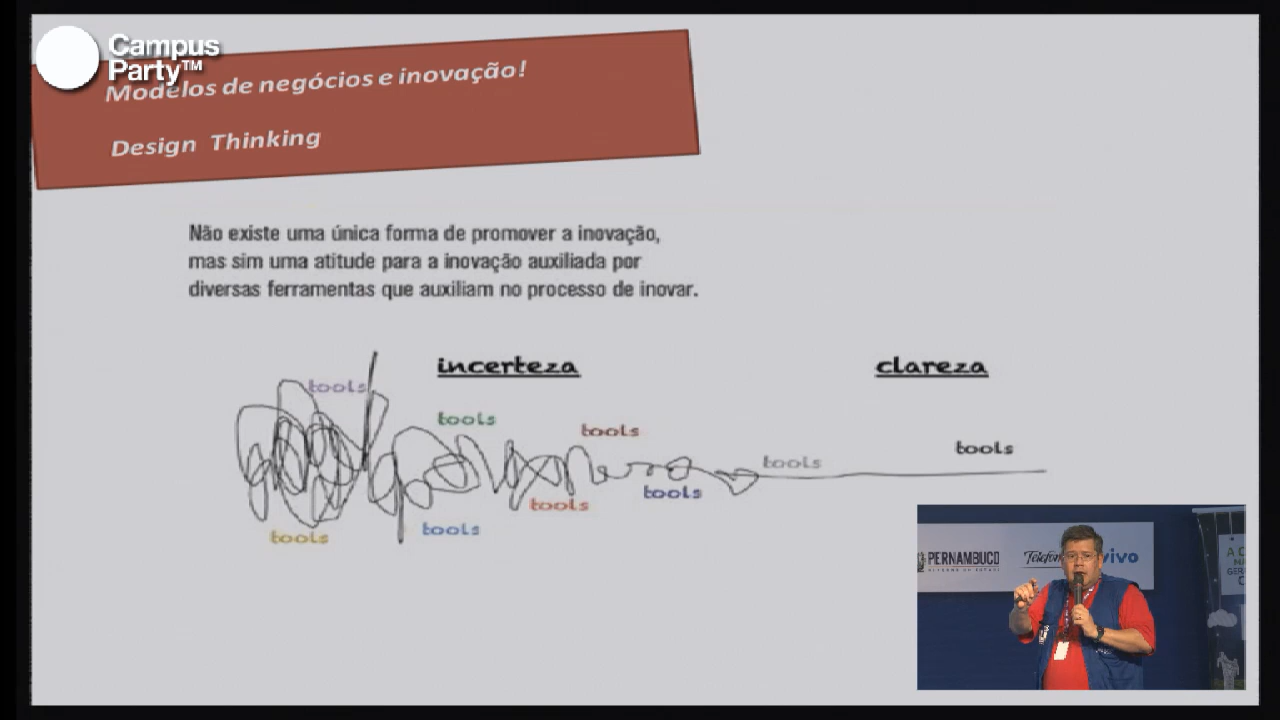 Campus
Party™
Modelos de negócios e inovação!
Design Thinking
Não existe uma única forma de promover a inovação,
mas sim uma atitude para a inovação auxiliada por
diversas ferramentas que auxiliam no processo de inovar.
incerteza
clareza
tools
tools
tools
tools
tools
tools
tools
tools
tools
PERNAMBUCO
vivo